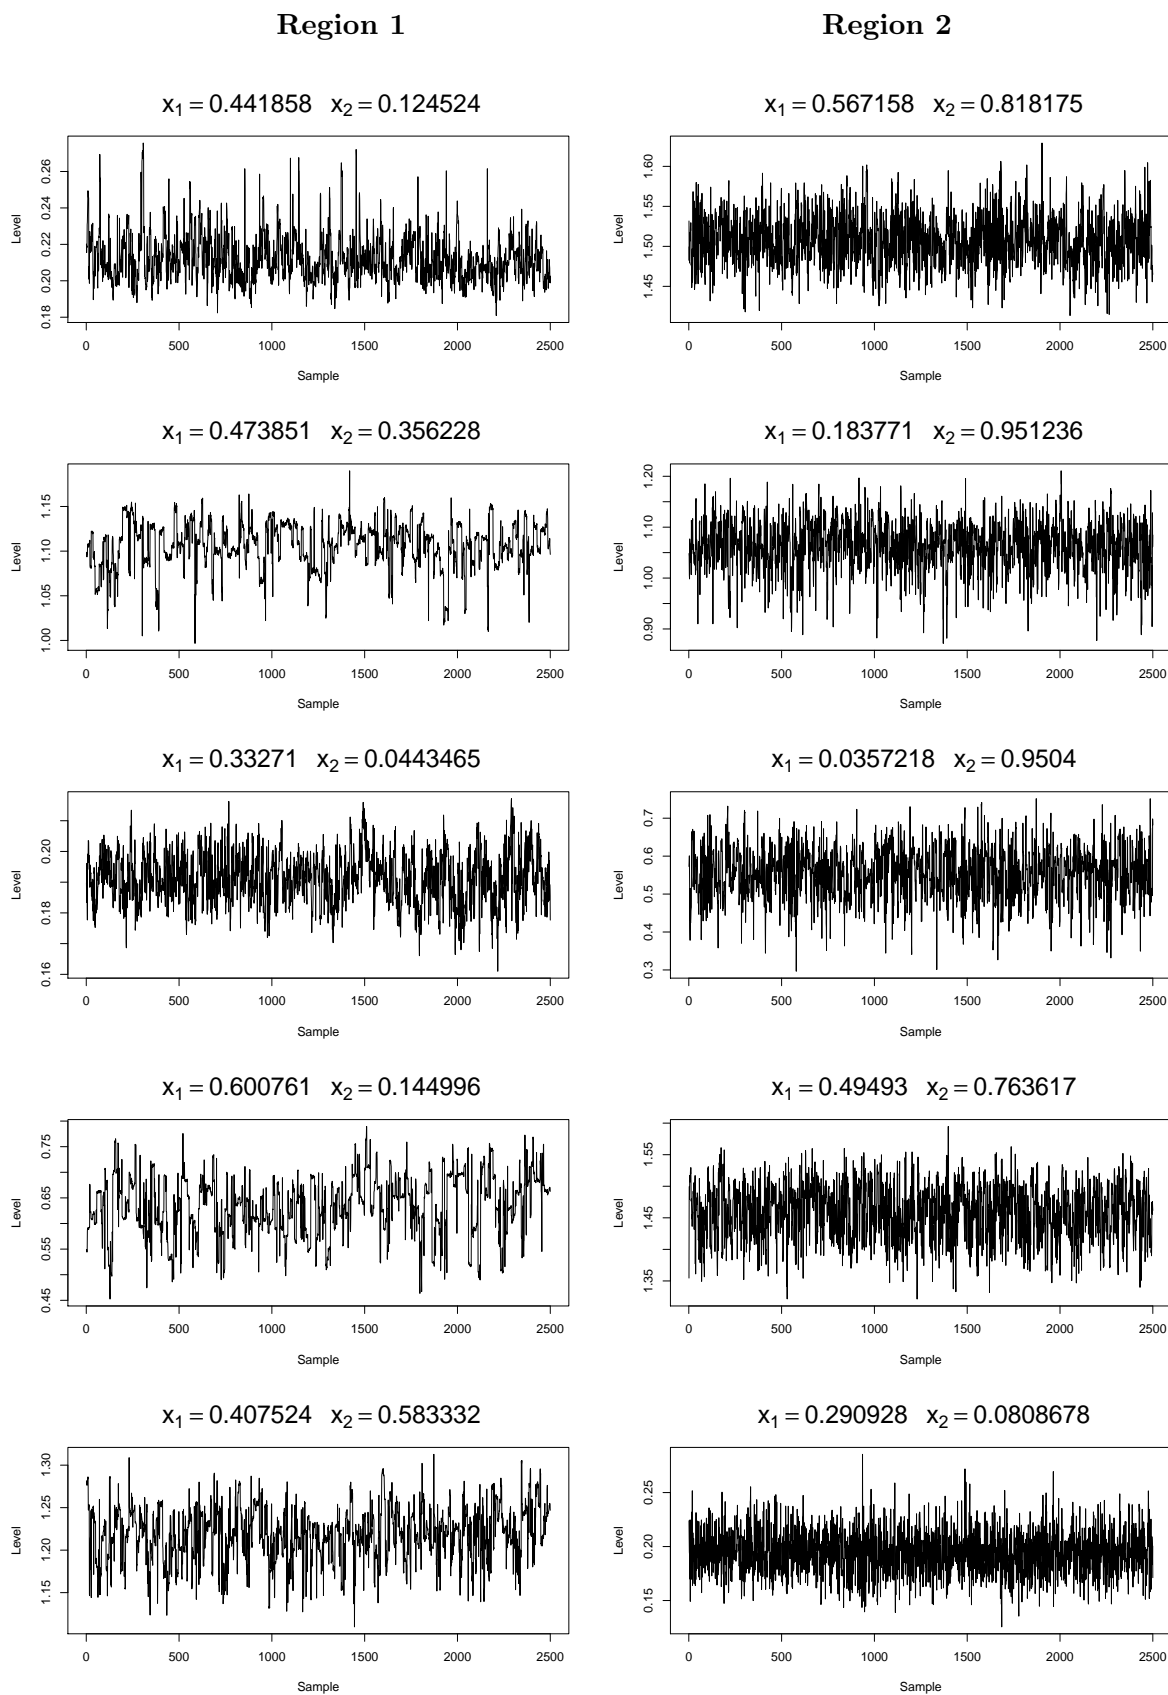 Region 1
Region 2
x1 = 0.441858 x2 = 0.124524
Level
0.18 0.20 0.22 0.24 0.26
0 500 1000 1500 2000 2500
Sample
x1 = 0.567158 x2 = 0.818175
Level
1.45 1.50 1.55 1.60
0 500 1000 1500 2000 2500
Sample
x1 = 0.473851 x2 = 0.356228
Level
1.00 1.05 1.10 1.15
0 500 1000 1500 2000 2500
Sample
x1 = 0.183771 x2 = 0.951236
Level
0.90 1.00 1.10 1.20
0 500 1000 1500 2000 2500
Sample
x1 = 0.33271 x2 = 0.0443465
Level
0.16 0.18 0.20
0 500 1000 1500 2000 2500
Sample
x1 = 0.0357218 x2 = 0.9504
Level
0.3 0.4 0.5 0.6 0.7
0 500 1000 1500 2000 2500
Sample
x1 = 0.600761 x2 = 0.144996
Level
0.45 0.55 0.65 0.75
0 500 1000 1500 2000 2500
Sample
x1 = 0.49493 x2 = 0.763617
Level
1.35 1.45 1.55
0 500 1000 1500 2000 2500
Sample
x1 = 0.407524 x2 = 0.583332
Level
1.15 1.20 1.25 1.30
0 500 1000 1500 2000 2500
Sample
x1 = 0.290928 x2 = 0.0808678
Level
0.15 0.20 0.25
0 500 1000 1500 2000 2500
Sample